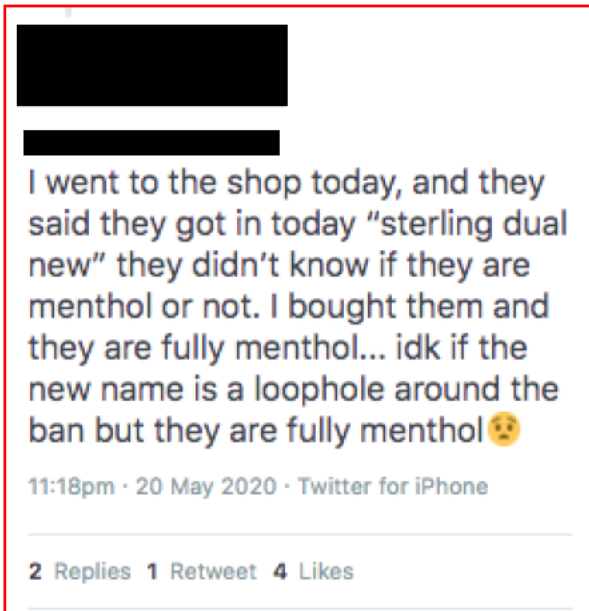 I went to the shop today, and they
said they got in today “sterling dual
new” they didn’t know if they are
menthol or not. I bought them and
they are fully menthol... idk if the
new name is a loophole around the
ban but they are fully menthol😟
11:18pm · 20 May 2020 · Twitter for iPhone
2 Replies 1 Retweet 4 Likes